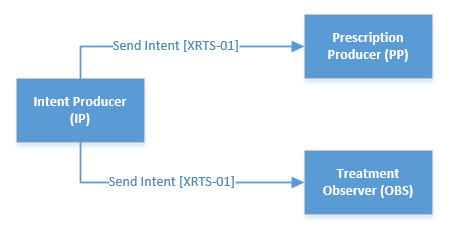 Send Intent [XRTS-01]
Prescription
Producer (PP)
Intent Producer
(IP)
Send Intent [XRTS-01]
Treatment
Observer (OBS)